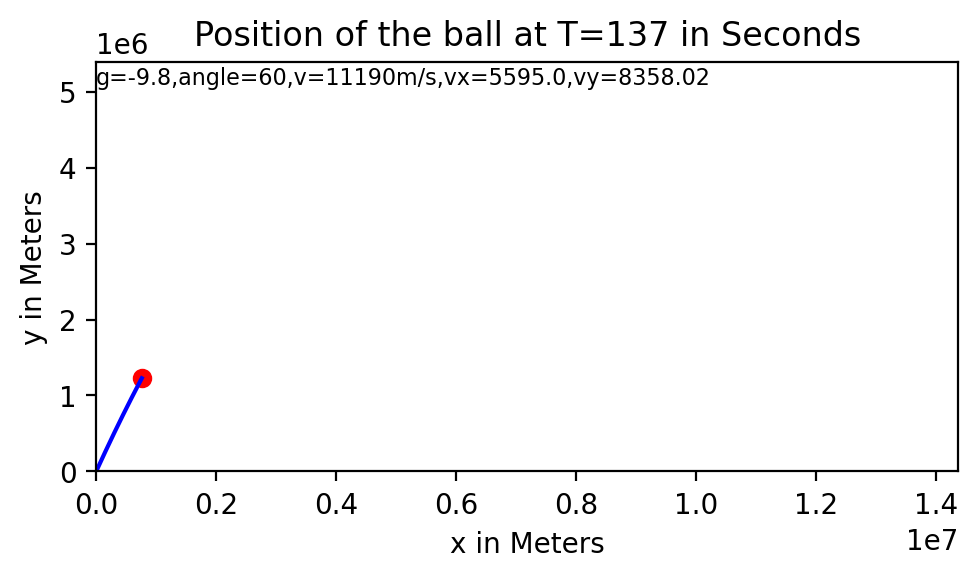 Position of the ball at T=137 in Seconds
1e6
g=-9.8,angle=60,v=11190m/s,vx=5595.0,vy=8358.02
5
4
3
2
1
0
y in Meters
0.0 0.2 0.4 0.6 0.8 1.0 1.2 1.4
x in Meters
1e7